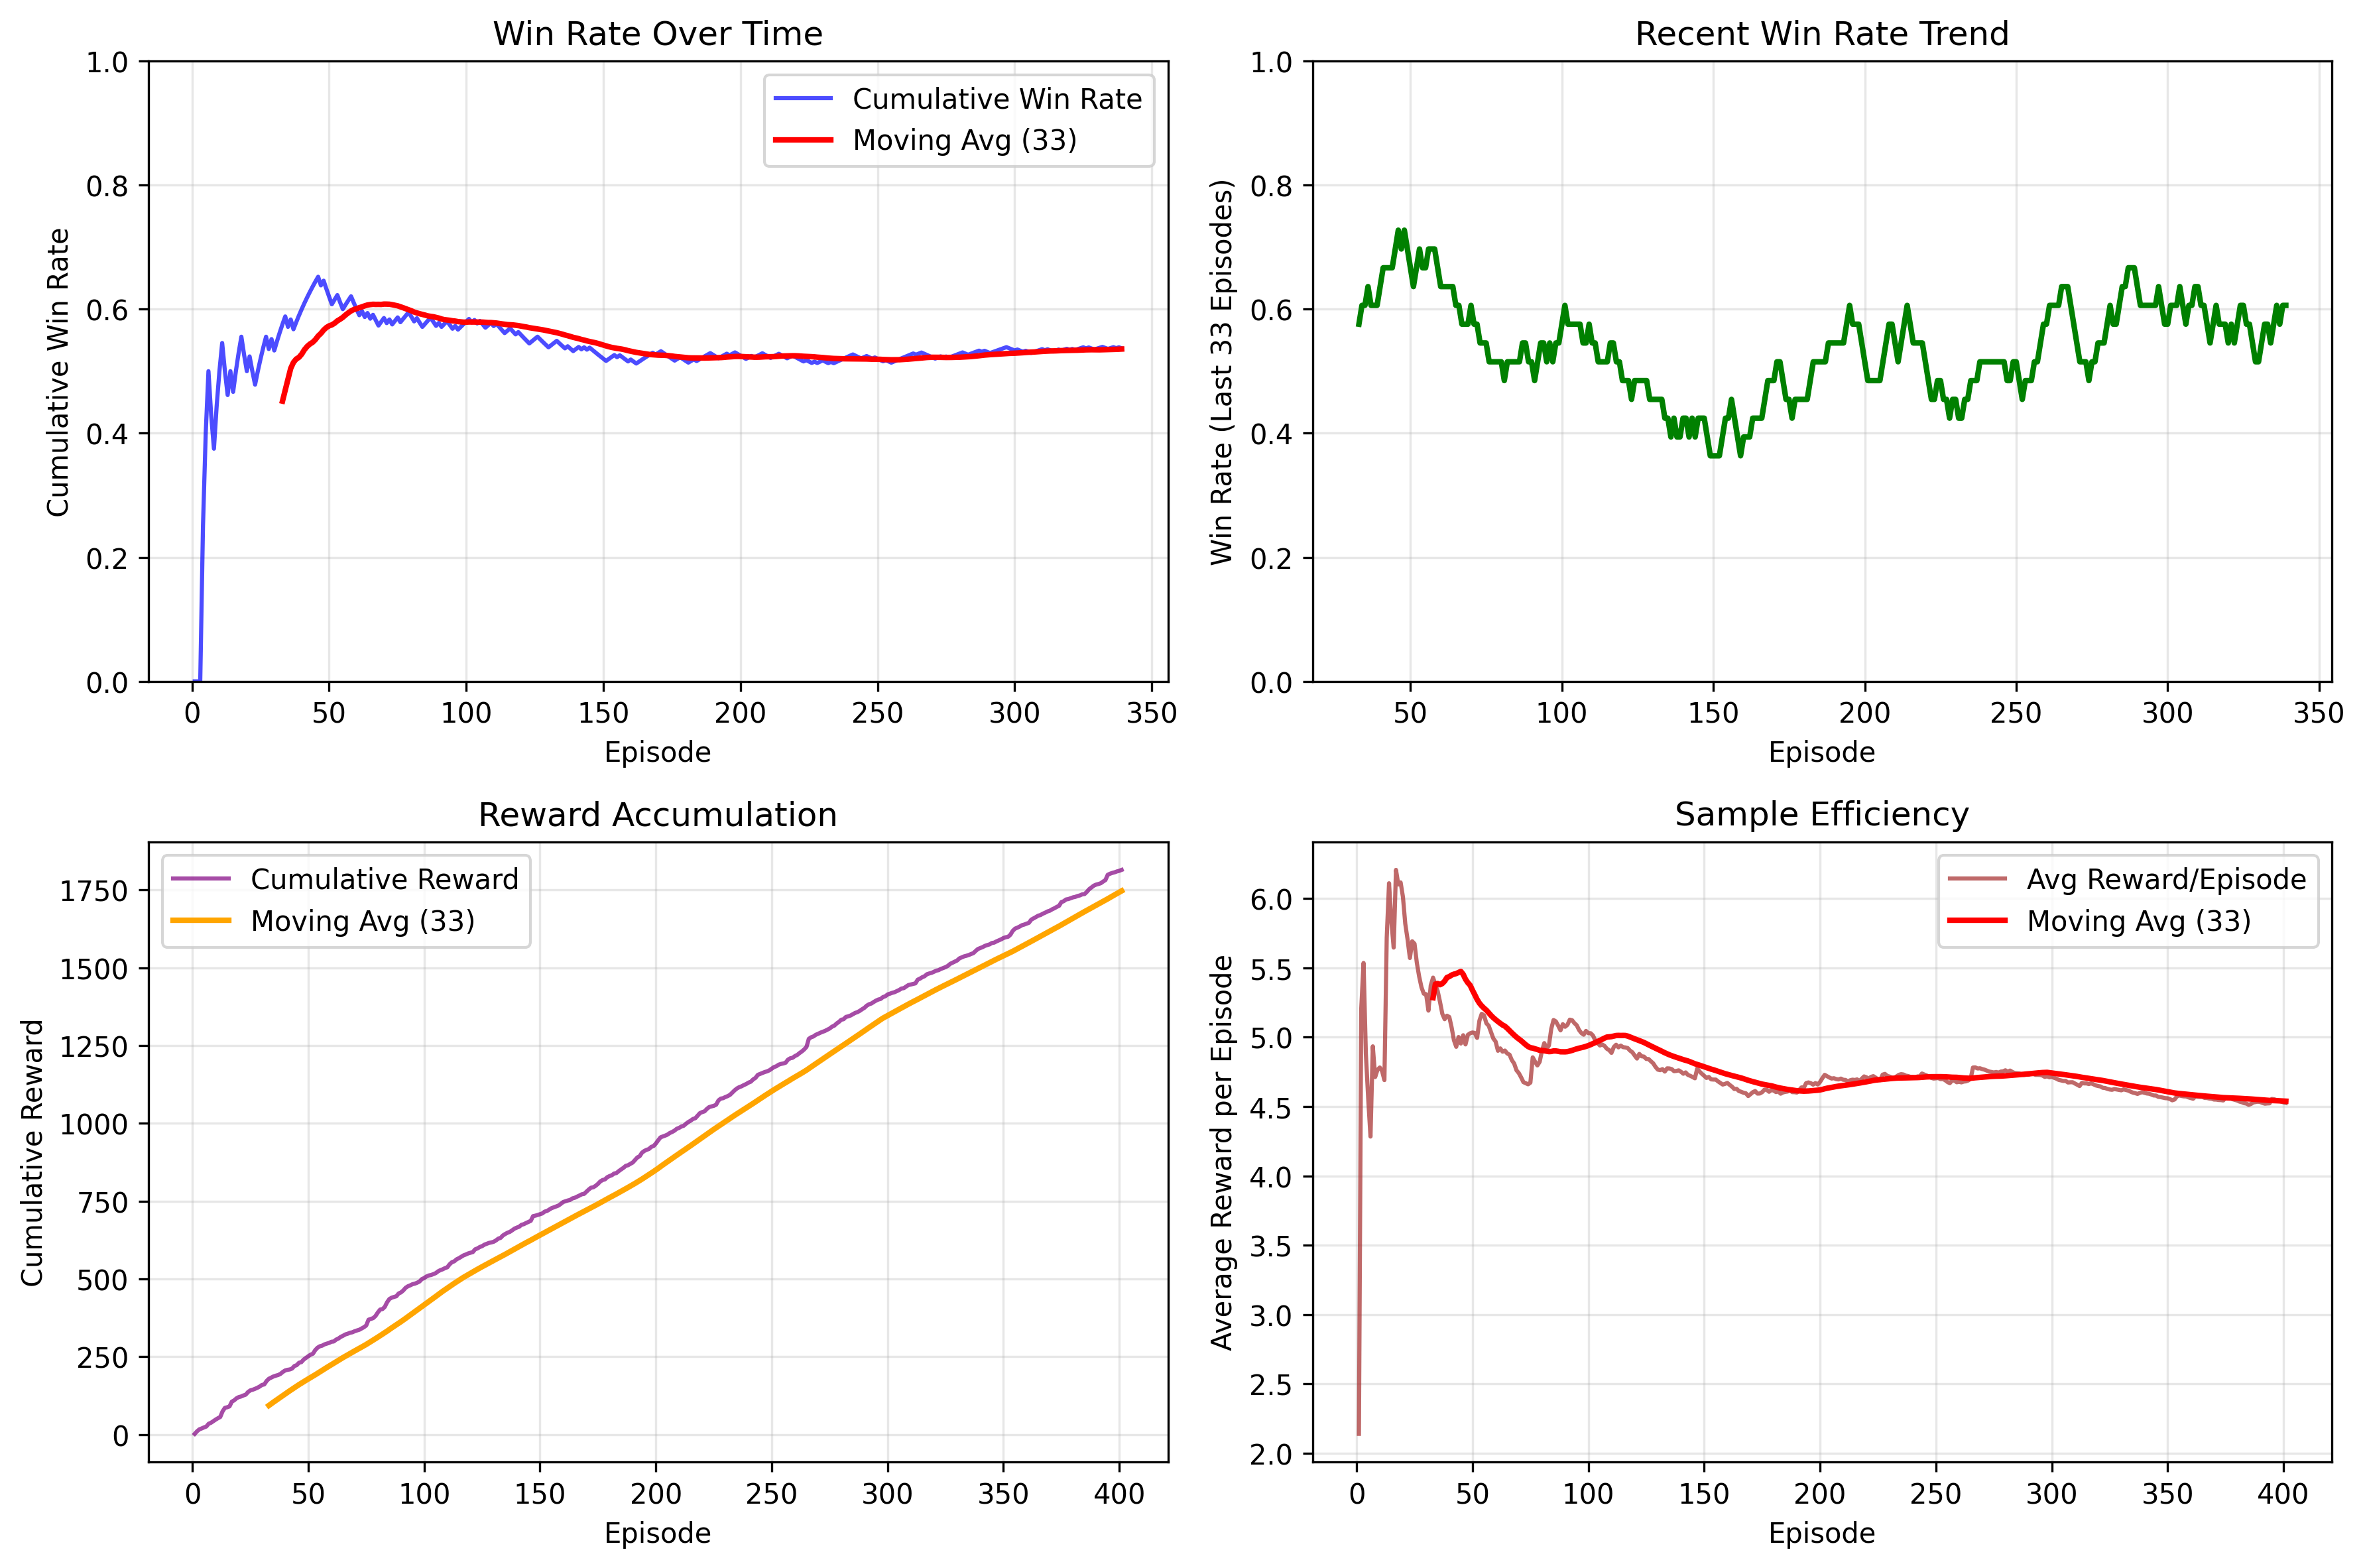 Win Rate Over Time
1.0
0.8
0.6
0.4
0.2
0.0
Cumulative Win Rate
Cumulative Win Rate
Moving Avg (33)
0 50 100 150 200 250 300 350
Episode
Recent Win Rate Trend
1.0
0.8
0.6
0.4
0.2
0.0
Win Rate (Last 33 Episodes)
50 100 150 200 250 300 350
Episode
Reward Accumulation
1750
1500
1250
1000
750
500
250
0
Cumulative Reward
Cumulative Reward
Moving Avg (33)
0 50 100 150 200 250 300 350 400
Episode
Sample Efficiency
6.0
5.5
5.0
4.5
4.0
3.5
3.0
2.5
2.0
Average Reward per Episode
Avg Reward/Episode
Moving Avg (33)
0 50 100 150 200 250 300 350 400
Episode